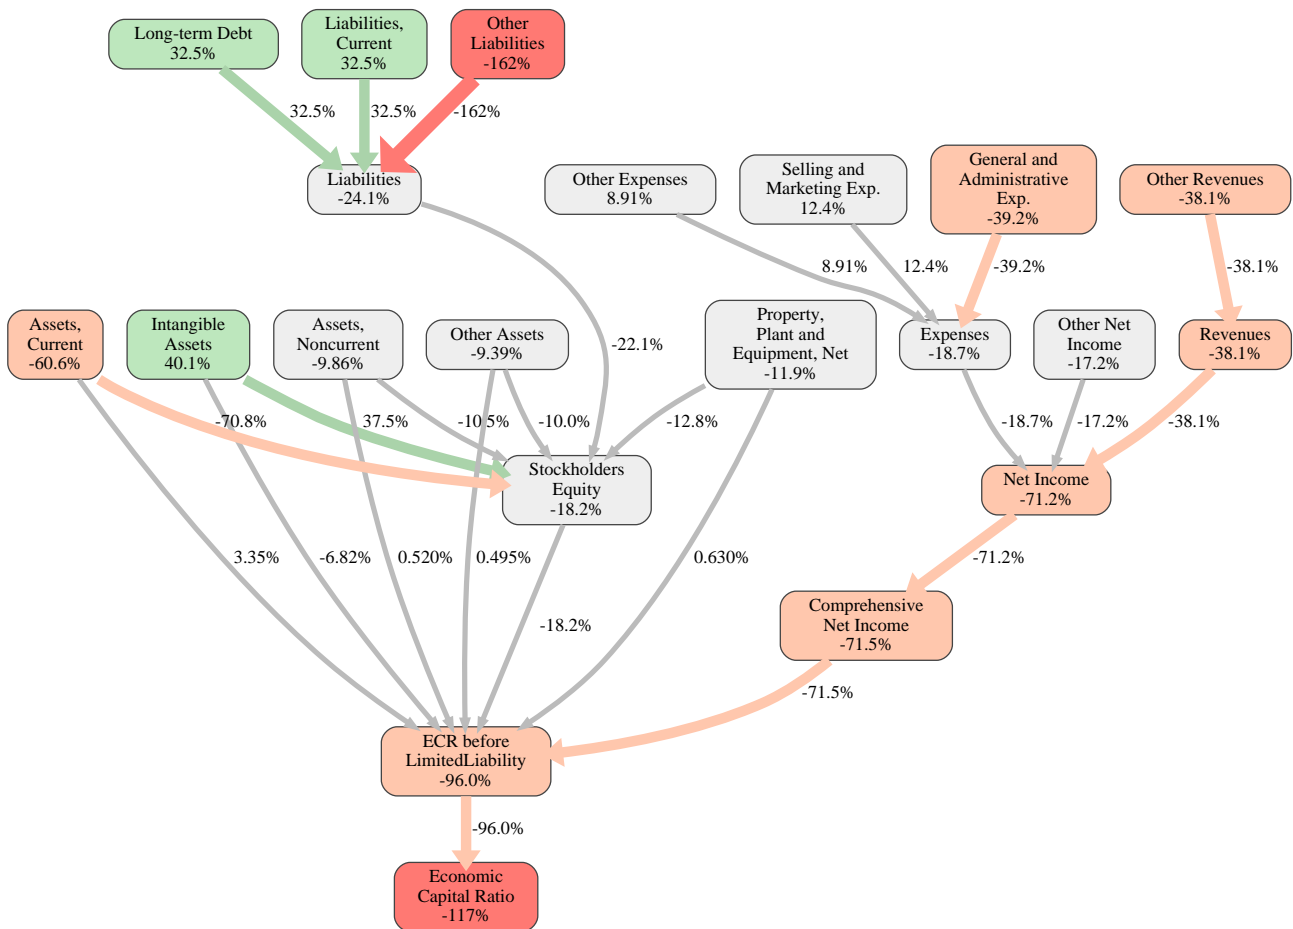 Long-term Debt
32.5%
Liabilities,
Current
32.5%
Other
Liabilities
-162%
32.5%
32.5%
-162%
Liabilities
-24.1%
Other Expenses
8.91%
Selling and
Marketing Exp.
12.4%
General and
Administrative
Exp.
-39.2%
Other Revenues
-38.1%
8.91%
12.4%
-39.2%
-38.1%
Assets,
Current
-60.6%
Intangible
Assets
40.1%
Assets,
Noncurrent
-9.86%
Other Assets
-9.39%
-22.1%
Property,
Plant and
Equipment, Net
-11.9%
Expenses
-18.7%
Other Net
Income
-17.2%
Revenues
-38.1%
-70.8%
37.5%
-10.5%
-10.0%
-12.8%
-18.7%
-17.2%
-38.1%
Stockholders
Equity
-18.2%
Net Income
-71.2%
3.35%
-6.82%
0.520%
0.495%
0.630%
-71.2%
-18.2%
Comprehensive
Net Income
-71.5%
-71.5%
ECR before
LimitedLiability
-96.0%
-96.0%
Economic
Capital Ratio
-117%